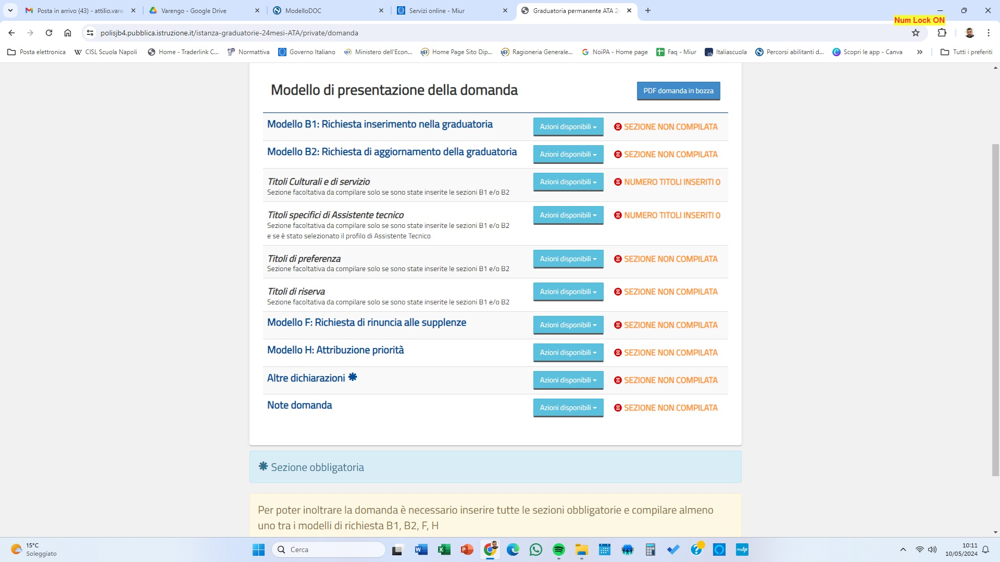 Posta in arrivo (43) - attilio.vare
Varengo - Google Drive
ModelloDOC
Servizi online - Miur
Graduatoria permanente ATA 24
Num Lock ON
polisjb4.pubblica.istruzione.it/istanza-graduatorie-24mesi-ATA/private/domanda
Posta elettronica
CISL Scuola Napoli
Home - Traderlink C...
Normattiva
Governo Italiano
Ministero dell'Econ...
Home Page Sito Dip...
Ragioneria Generale...
NoiPA - Home page
Faq - Miur
Italiascuola
Percorsi abilitanti d...
Scopri le app - Canva
Tutti i preferiti
Modello di presentazione della domanda
PDF domanda in bozza
Modello B1: Richiesta inserimento nella graduatoria
Azioni disponibili
SEZIONE NON COMPILATA
Modello B2: Richiesta di aggiornamento della graduatoria
Azioni disponibili
SEZIONE NON COMPILATA
Titoli Culturali e di servizio
Sezione facoltativa da compilare solo se sono state inserite le sezioni B1 e/o B2
Azioni disponibili
NUMERO TITOLI INSERITI 0
Titoli specifici di Assistente tecnico
Sezione facoltativa da compilare solo se sono state inserite le sezioni B1 e/o B2
e se è stato selezionato il profilo di Assistente Tecnico
Azioni disponibili
NUMERO TITOLI INSERITI 0
Titoli di preferenza
Sezione facoltativa da compilare solo se sono state inserite le sezioni B1 e/o B2
Azioni disponibili
SEZIONE NON COMPILATA
Titoli di riserva
Sezione facoltativa da compilare solo se sono state inserite le sezioni B1 e/o B2
Azioni disponibili
SEZIONE NON COMPILATA
Modello F: Richiesta di rinuncia alle supplenze
Azioni disponibili
SEZIONE NON COMPILATA
Modello H: Attribuzione priorità
Azioni disponibili
SEZIONE NON COMPILATA
Altre dichiarazioni ✱
Azioni disponibili
SEZIONE NON COMPILATA
Note domanda
Azioni disponibili
SEZIONE NON COMPILATA
✱ Sezione obbligatoria
Per poter inoltrare la domanda è necessario inserire tutte le sezioni obbligatorie e compilare almeno
uno tra i modelli di richiesta B1, B2, F, H
15°C
Soleggiato
Cerca
10:11
10/05/2024